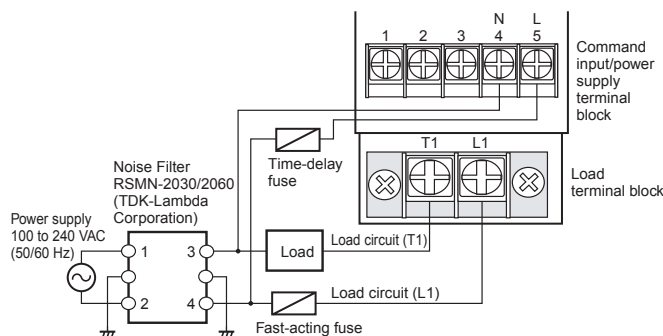 N L
1 2 3 4 5
Command
input/power
supply
terminal
block
T1 L1
Time-delay
fuse
Load
terminal block
Noise Filter
RSMN-2030/2060
(TDK-Lambda
Corporation)
Power supply
100 to 240 VAC
(50/60 Hz)
1 3
Load
Load circuit (T1)
2 4
Load circuit (L1)
Fast-acting fuse